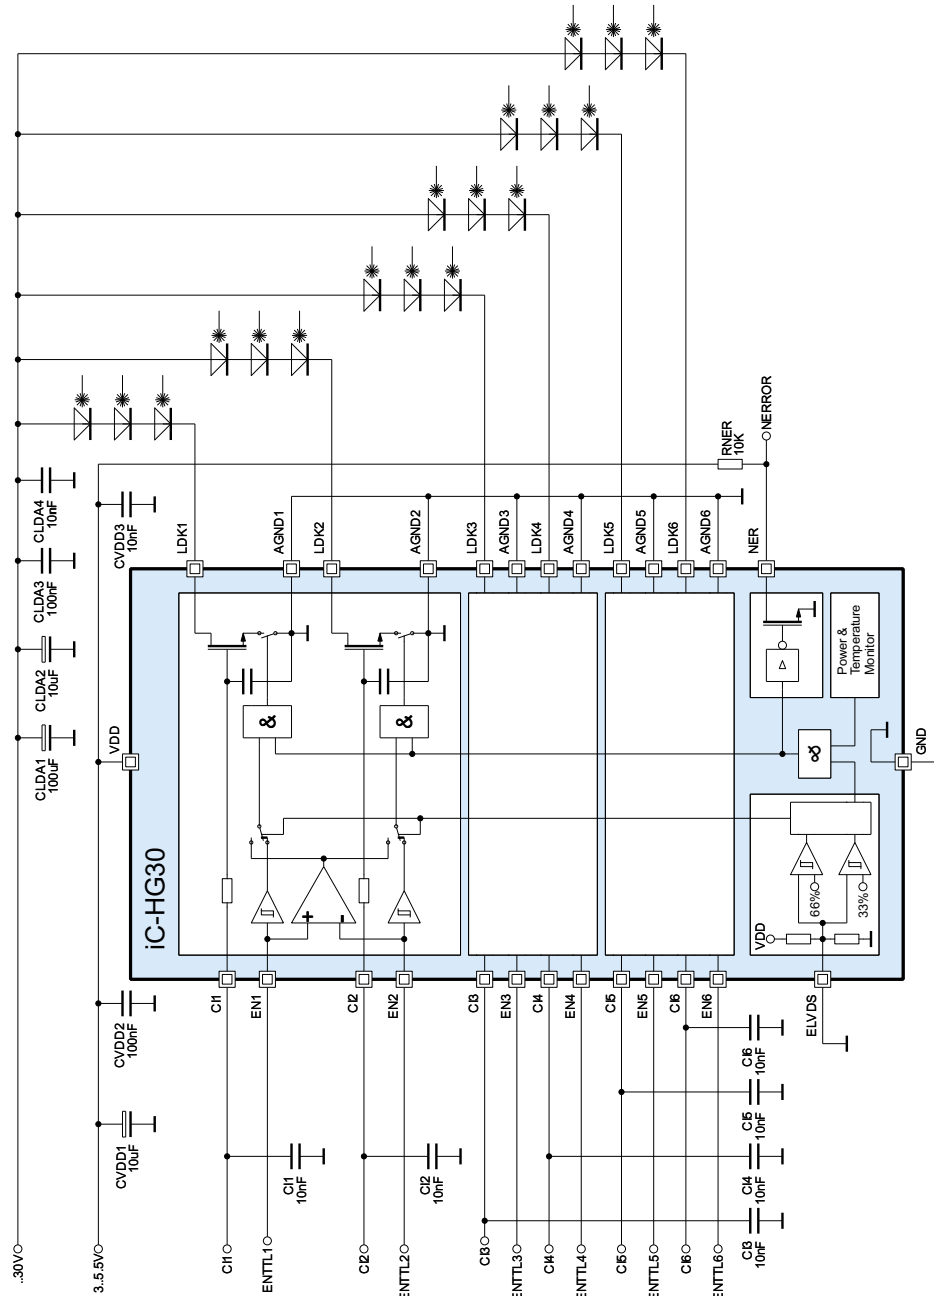 CLDA4
10nF
CLDA3
100nF
CLDA2
10uF
CLDA1
100uF
CVDD3
10nF
RNER
10K
NERROR
VDD
LDK1
AGND1
LDK2
AGND2
LDK3
AGND3
LDK4
AGND4
LDK5
AGND5
LDK6
AGND6
NER
iC-HG30
&
&
+
-
&
Power &
Temperature
Monitor
GND
VDD
66%
33%
CI1
EN1
CI2
EN2
CI3
EN3
CI4
EN4
CI5
EN5
CI6
EN6
ELVDS
CVDD2
100nF
CVDD1
10uF
CI1
10nF
CI2
10nF
CI6
10nF
CI5
10nF
CI4
10nF
CI3
10nF
..30V
3..5.5V
CI1
ENTTL1
CI2
ENTTL2
CI3
ENTTL3
CI4
ENTTL4
CI5
ENTTL5
CI6
ENTTL6